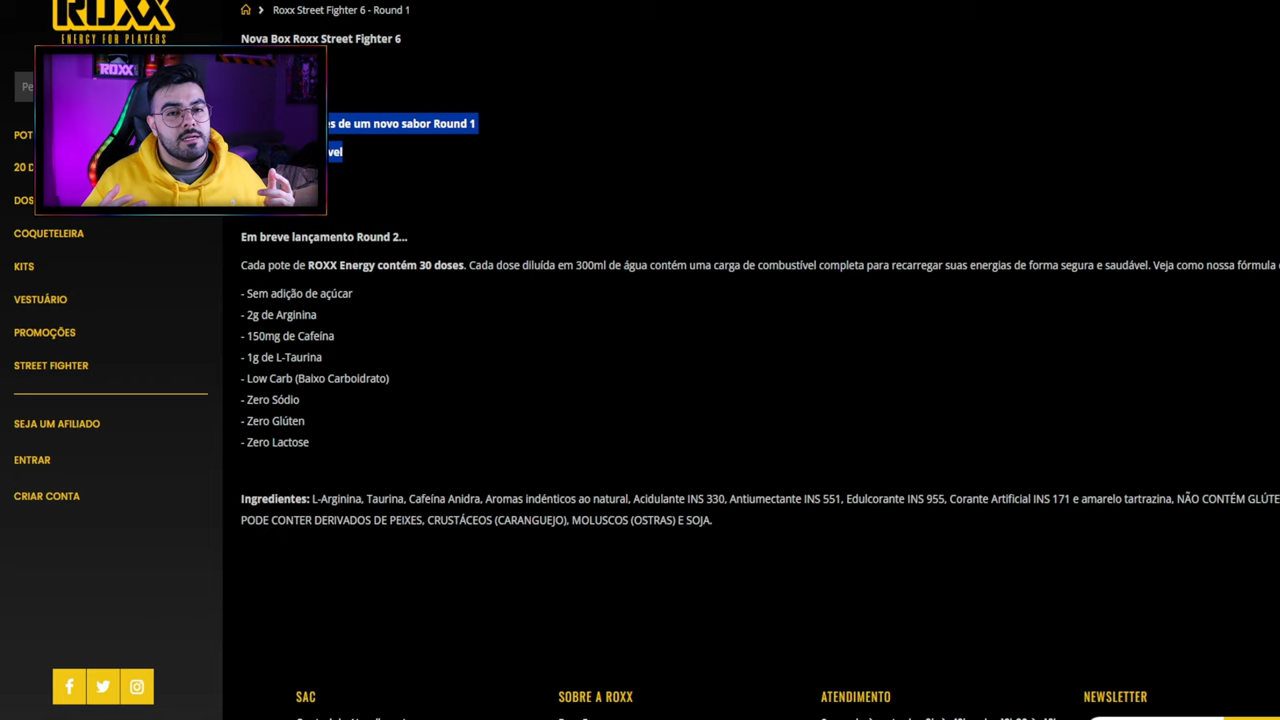 ROXX
ENERGY FOR PLAYERS
Roxx Street Fighter 6 - Round 1
Nova Box Roxx Street Fighter 6
ROXX
Pe
de um novo sabor Round 1
POT
20 D
DOS
COQUETELEIRA
KITS
VESTUÁRIO
PROMOÇÕES
STREET FIGHTER
SEJA UM AFILIADO
ENTRAR
CRIAR CONTA
Em breve lançamento Round 2...
Cada pote de ROXX Energy contém 30 doses. Cada dose diluída em 300ml de água contém uma carga de combustível completa para recarregar suas energias de forma segura e saudável. Veja como nossa fórmula
- Sem adição de açúcar
- 2g de Arginina
- 150mg de Cafeína
- 1g de L-Taurina
- Low Carb (Baixo Carboidrato)
- Zero Sódio
- Zero Glúten
- Zero Lactose
Ingredientes: L-Arginina, Taurina, Cafeína Anidra, Aromas indénticos ao natural, Acidulante INS 330, Antiumectante INS 551, Edulcorante INS 955, Corante Artificial INS 171 e amarelo tartrazina, NÃO CONTÉM GLÚTE
PODE CONTER DERIVADOS DE PEIXES, CRUSTÁCEOS (CARANGUEJO), MOLUSCOS (OSTRAS) E SOJA.
SAC
SOBRE A ROXX
ATENDIMENTO
NEWSLETTER